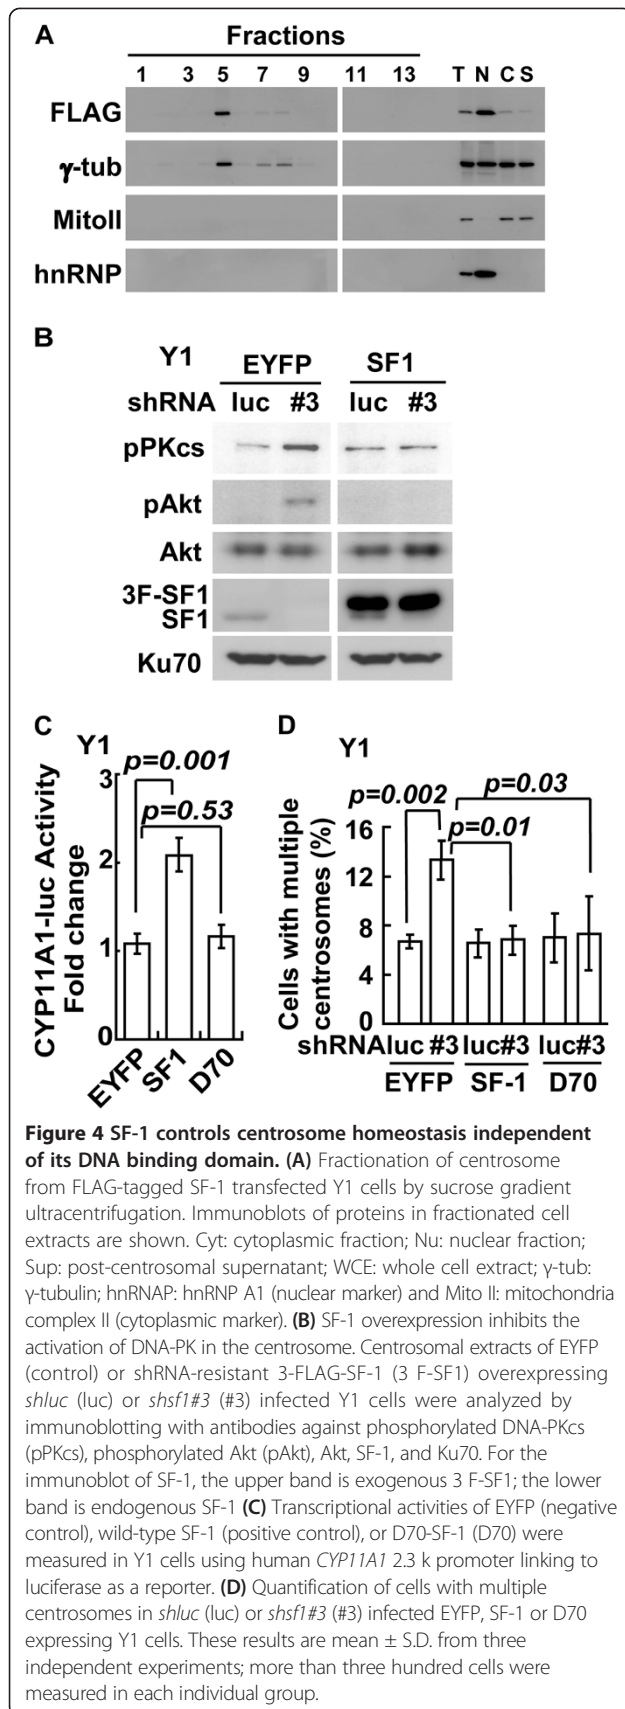 A
Fractions
1 3 5 7 9 11 13 T N C S
FLAG
γ-tub
MitoII
hnRNP
B
Y1 EYFP SF1
shRNA luc #3 luc #3
pPKcs
pAkt
Akt
3F-SF1
SF1
Ku70
C
Y1
p=0.001
p=0.53
CYP11A1-luc Activity
Fold change
3
2
1
0
EYFP SF1 D70
D
Y1
p=0.002
p=0.03
p=0.01
Cells with multiple
centrosomes (%)
16
12
8
4
0
shRNA luc #3 luc #3 luc #3
EYFP SF-1 D70
Figure 4 SF-1 controls centrosome homeostasis independent
of its DNA binding domain. (A) Fractionation of centrosome
from FLAG-tagged SF-1 transfected Y1 cells by sucrose gradient
ultracentrifugation. Immunoblots of proteins in fractionated cell
extracts are shown. Cyt: cytoplasmic fraction; Nu: nuclear fraction;
Sup: post-centrosomal supernatant; WCE: whole cell extract; γ-tub:
γ-tubulin; hnRNAP: hnRNP A1 (nuclear marker) and Mito II: mitochondria
complex II (cytoplasmic marker). (B) SF-1 overexpression inhibits the
activation of DNA-PK in the centrosome. Centrosomal extracts of EYFP
(control) or shRNA-resistant 3-FLAG-SF-1 (3 F-SF1) overexpressing
shluc (luc) or shsf1#3 (#3) infected Y1 cells were analyzed by
immunoblotting with antibodies against phosphorylated DNA-PKcs
(pPKcs), phosphorylated Akt (pAkt), Akt, SF-1, and Ku70. For the
immunoblot of SF-1, the upper band is exogenous 3 F-SF1; the lower
band is endogenous SF-1 (C) Transcriptional activities of EYFP (negative
control), wild-type SF-1 (positive control), or D70-SF-1 (D70) were
measured in Y1 cells using human CYP11A1 2.3 k promoter linking to
luciferase as a reporter. (D) Quantification of cells with multiple
centrosomes in shluc (luc) or shsf1#3 (#3) infected EYFP, SF-1 or D70
expressing Y1 cells. These results are mean ± S.D. from three
independent experiments; more than three hundred cells were
measured in each individual group.